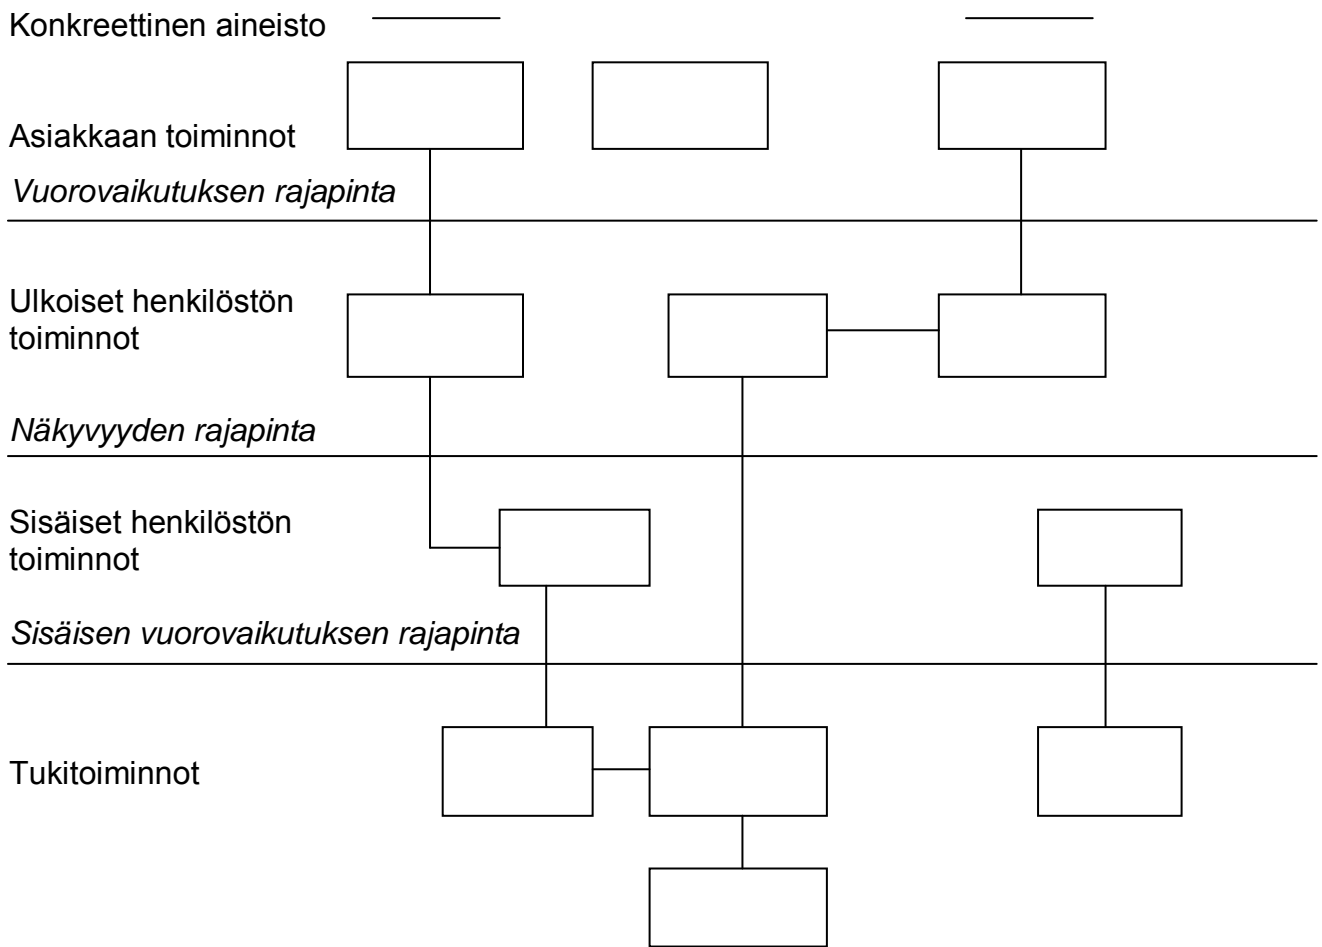 Konkreettinen aineisto
Asiakkaan toiminnot
Vuorovaikutuksen rajapinta
Ulkoiset henkilöstön
toiminnot
Näkyvyyden rajapinta
Sisäiset henkilöstön
toiminnot
Sisäisen vuorovaikutuksen rajapinta
Tukitoiminnot